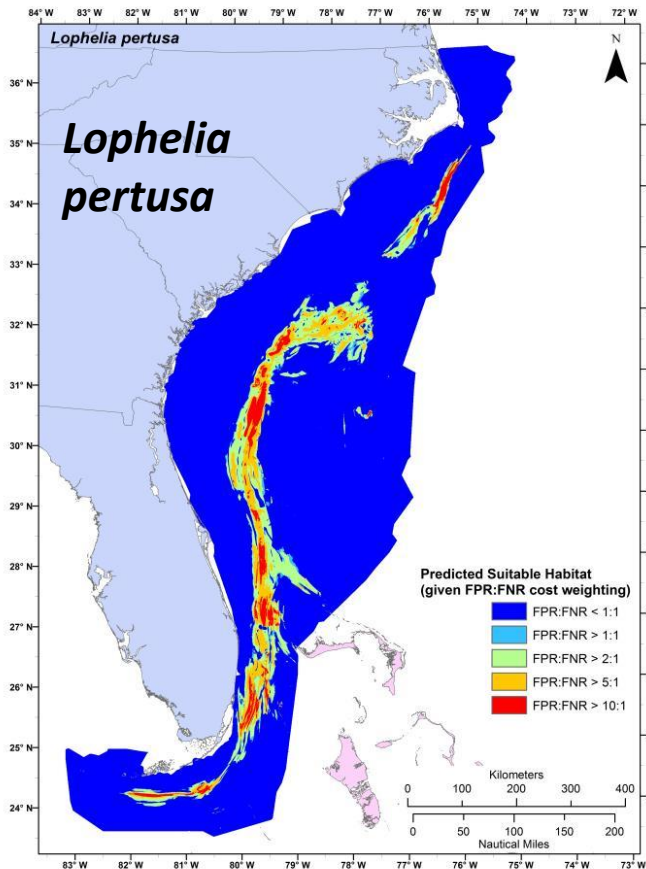 84°W 83°W 82°W 81°W 80°W 79°W 78°W 77°W 76°W 75°W 74°W 73°W 72°W
Lophelia pertusa
N
36°N
Lophelia
pertusa
35°N
34°N
33°N
32°N
31°N
30°N
29°N
28°N
Predicted Suitable Habitat
(given FPR:FNR cost weighting)
FPR:FNR < 1:1
27°N
FPR:FNR > 1:1
FPR:FNR > 2:1
26°N
FPR:FNR > 5:1
FPR:FNR > 10:1
25°N
Kilometers
0 100 200 300 400
24°N
0 50 100 150 200
Nautical Miles
83°W 82°W 81°W 80°W 79°W 78°W 77°W 76°W 75°W 74°W